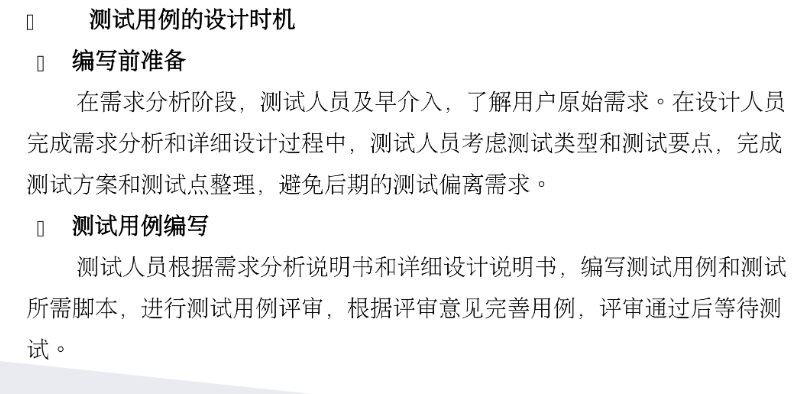 测试用例的设计时机
编写前准备
在需求分析阶段，测试人员及早介入，了解用户原始需求。在设计人员
完成需求分析和详细设计过程中，测试人员考虑测试类型和测试要点，完成
测试方案和测试点整理，避免后期的测试偏离需求。
测试用例编写
测试人员根据需求分析说明书和详细设计说明书，编写测试用例和测试
所需脚本，进行测试用例评审，根据评审意见完善用例，评审通过后等待测
试。